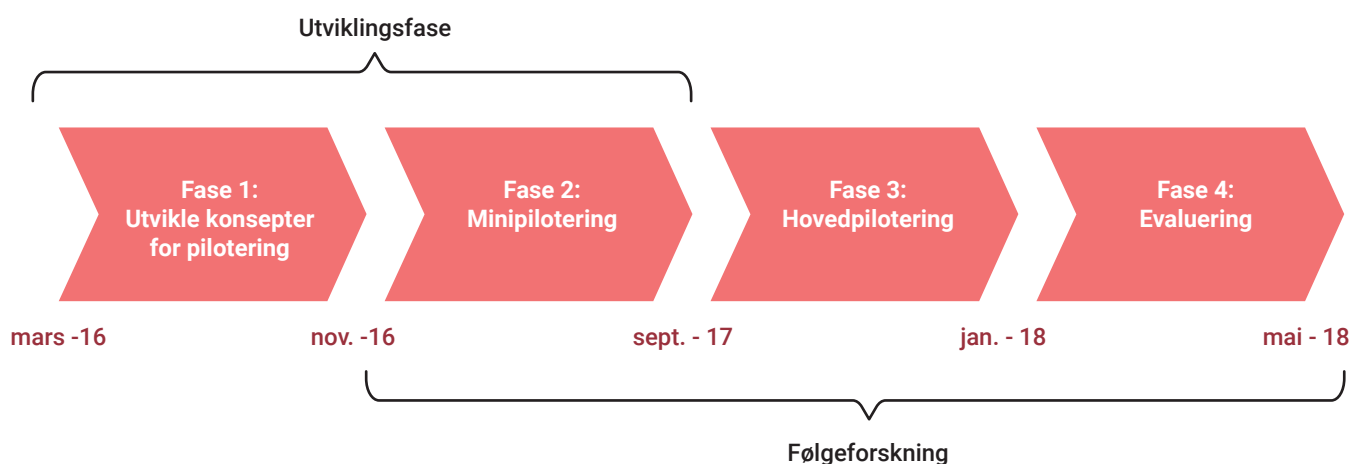 Utviklingsfase
Fase 1:
Utvikle konsepter
for pilotering
Fase 2:
Minipilotering
Fase 3:
Hovedpilotering
Fase 4:
Evaluering
mars -16
nov. -16
sept. - 17
jan. - 18
mai - 18
Følgeforskning